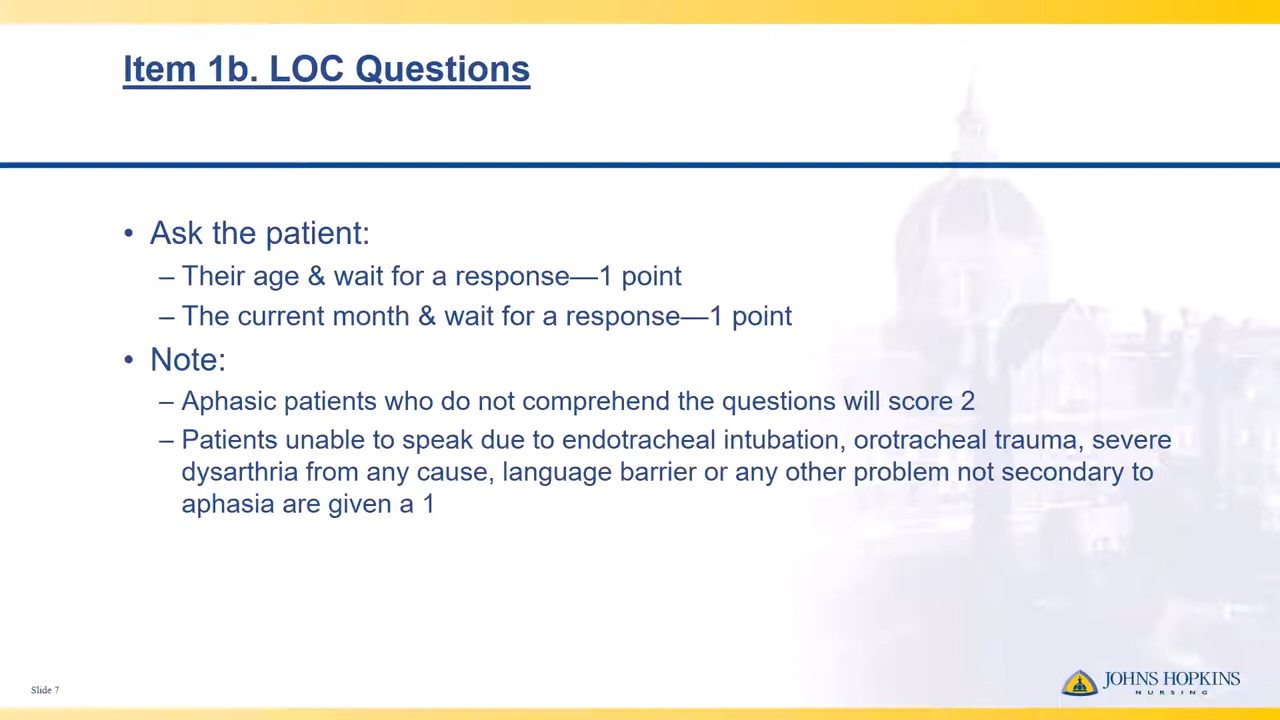 Item 1b. LOC Questions
• Ask the patient:
– Their age & wait for a response—1 point
– The current month & wait for a response—1 point
• Note:
– Aphasic patients who do not comprehend the questions will score 2
– Patients unable to speak due to endotracheal intubation, orotracheal trauma, severe
dysarthria from any cause, language barrier or any other problem not secondary to
aphasia are given a 1
Slide 7
JOHNS HOPKINS
NURSING